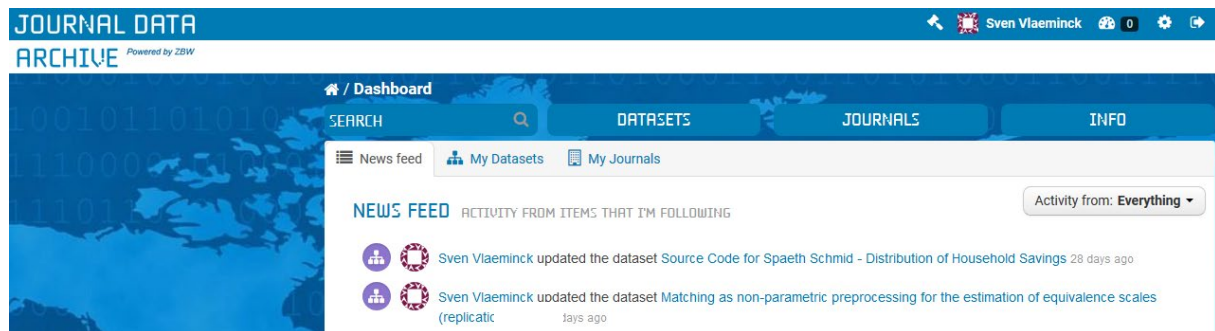 JOURNAL DATA
Sven Vlaeminck 0
ARCHIVE Powered by ZBW
/ Dashboard
SEARCH DATASETS JOURNALS INFO
News feed My Datasets My Journals
NEWS FEED ACTIVITY FROM ITEMS THAT I'M FOLLOWING
Activity from: Everything
Sven Vlaeminck updated the dataset Source Code for Spaeth Schmid - Distribution of Household Savings 28 days ago
Sven Vlaeminck updated the dataset Matching as non-parametric preprocessing for the estimation of equivalence scales
days ago